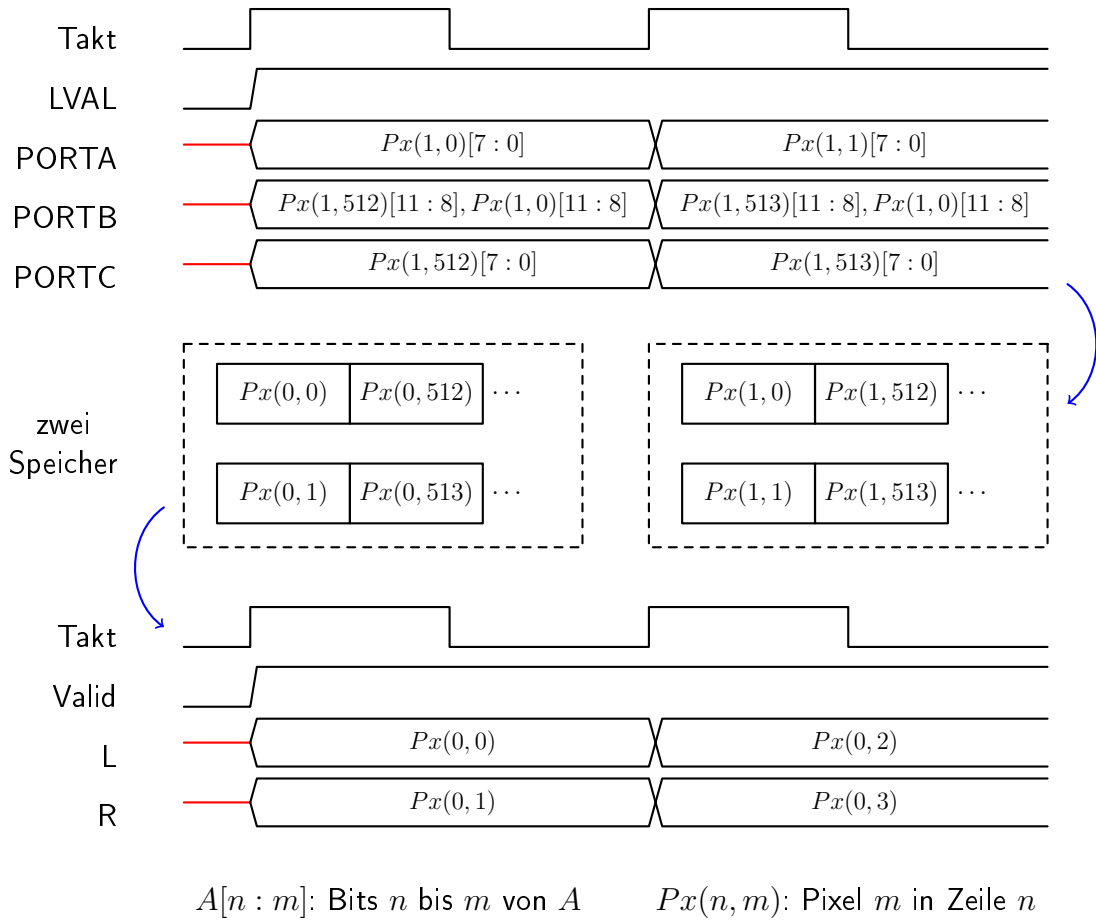 Takt
LVAL
PORTA Px(1, 0)[7 : 0] Px(1, 1)[7 : 0]
PORTB Px(1, 512)[11 : 8], Px(1, 0)[11 : 8] Px(1, 513)[11 : 8], Px(1, 0)[11 : 8]
PORTC Px(1, 512)[7 : 0] Px(1, 513)[7 : 0]
zwei
Speicher
Px(0, 0) Px(0, 512) ··· Px(1, 0) Px(1, 512) ···
Px(0, 1) Px(0, 513) ··· Px(1, 1) Px(1, 513) ···
Takt
Valid
L Px(0, 0) Px(0, 2)
R Px(0, 1) Px(0, 3)
A[n : m]: Bits n bis m von A Px(n, m): Pixel m in Zeile n